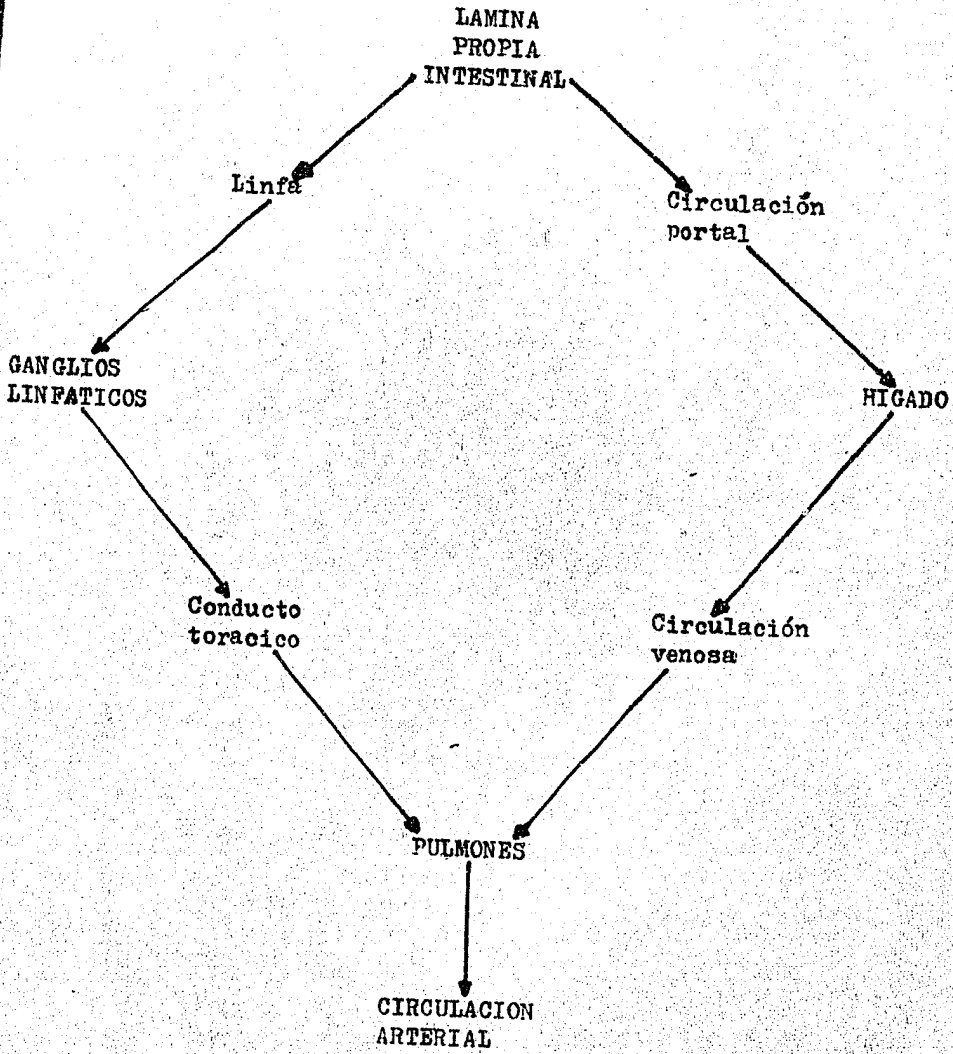 LAMINA
PROPIA
INTESTINAL
Linfa
Circulación
portal
GANGLIOS
LINFATICOS
HIGADO
Conducto
toracico
Circulación
venosa
PULMONES
CIRCULACION
ARTERIAL